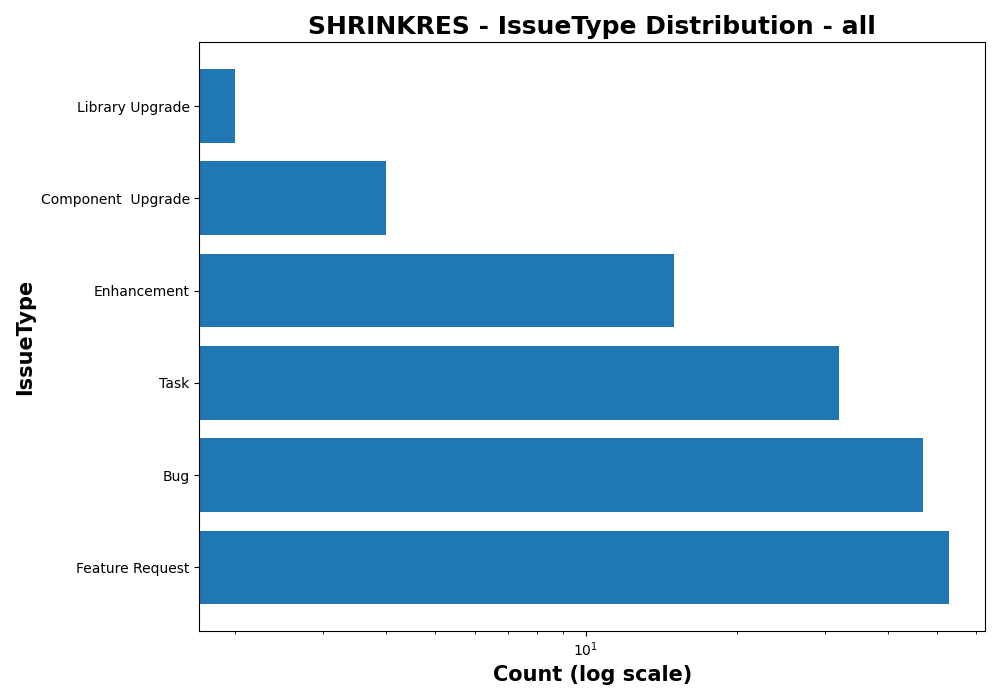 SHRINKRES - IssueType Distribution - all
Library Upgrade
Component  Upgrade
Enhancement
Task
Bug
Feature Request
IssueType
10¹
Count (log scale)